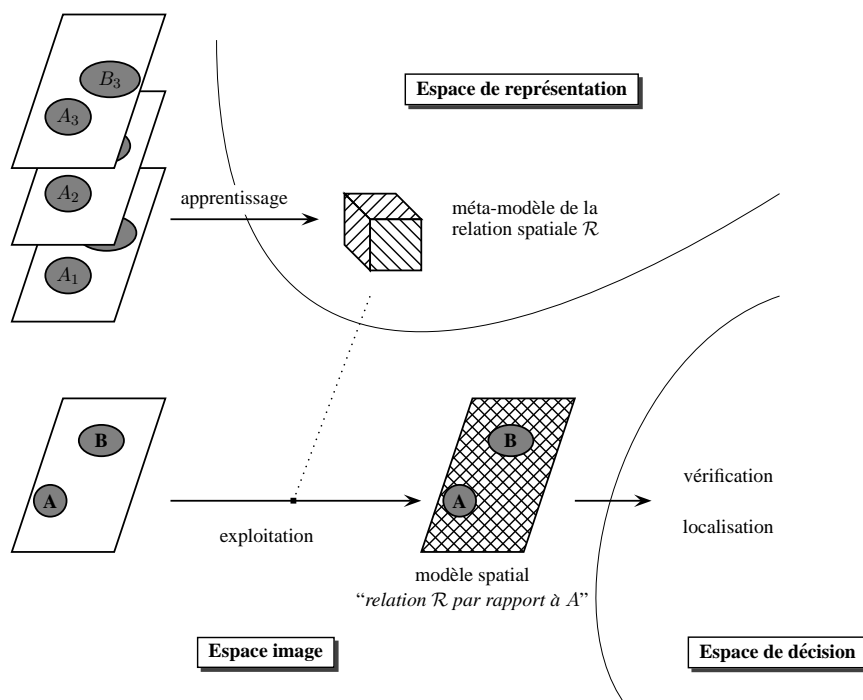 Espace de représentation
B₃
A₃
A₂
A₁
apprentissage
méta-modèle de la
relation spatiale ℛ
B
A
exploitation
B
A
modèle spatial
“relation ℛ par rapport à A”
vérification
localisation
Espace image
Espace de décision